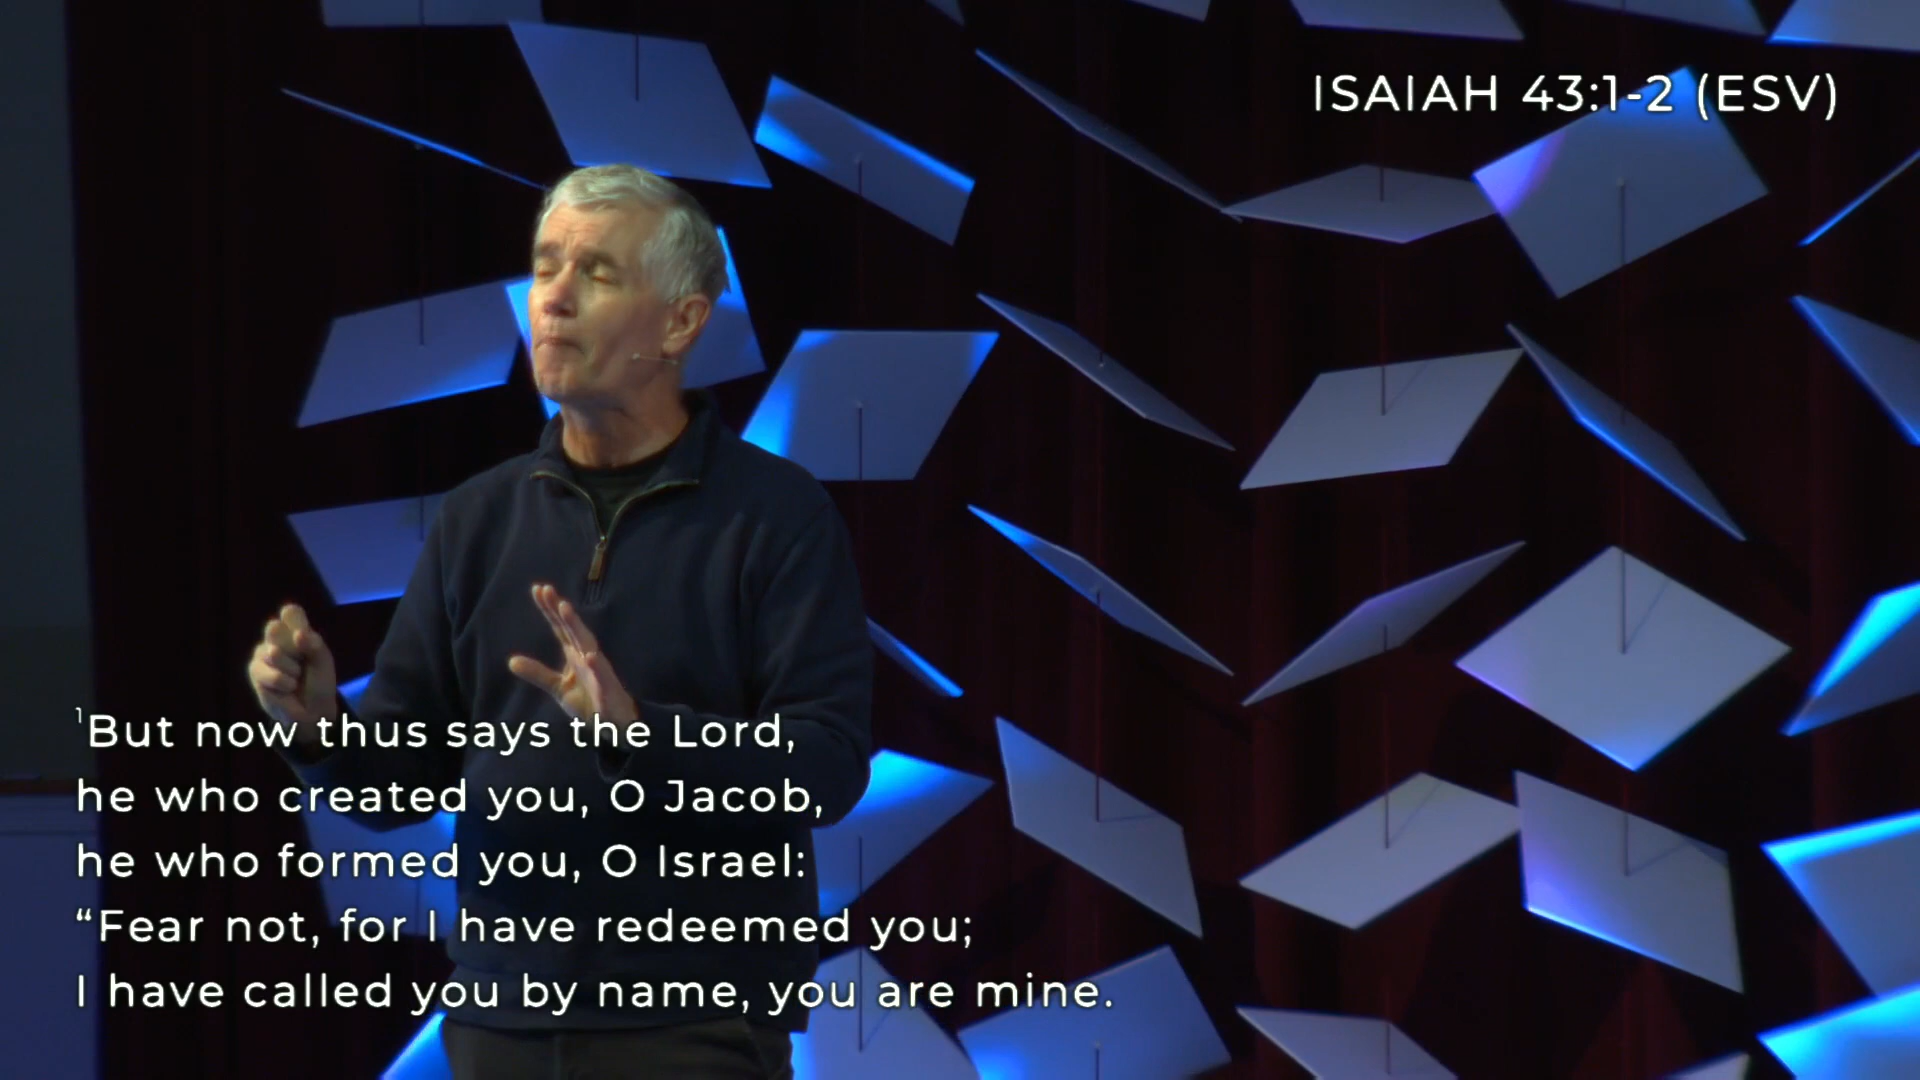 ISAIAH 43:1-2 (ESV)
¹But now thus says the Lord,
he who created you, O Jacob,
he who formed you, O Israel:
“Fear not, for I have redeemed you;
I have called you by name, you are mine.